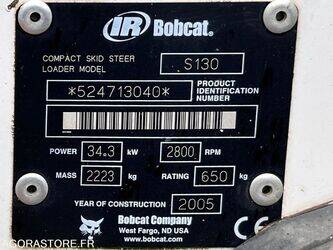 IR Bobcat.
COMPACT SKID STEER
LOADER MODEL S130
*524713040* PRODUCT
IDENTIFICATION
NUMBER
POWER 34.3 kW 2800 RPM
MASS 2223 kg RATING 650 kg
YEAR OF CONSTRUCTION 2005
Bobcat Company
West Fargo, ND USA
www.bobcat.com
CE
AGORASTORE.FR